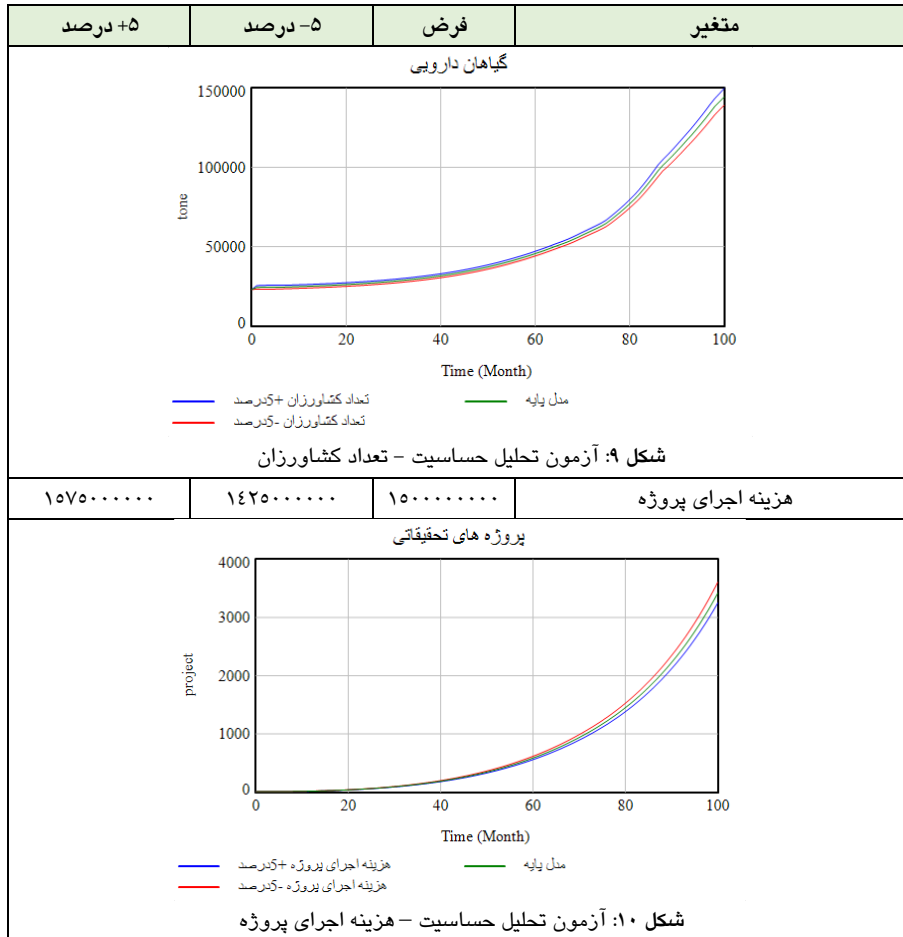 متغیر	فرض	۵- درصد	۵+ درصد
گیاهان دارویی
150000
100000
50000
0
tone
0 20 40 60 80 100
Time (Month)
تعداد کشاورزان +5درصد
مدل پایه
تعداد کشاورزان -5درصد
شکل ۹: آزمون تحلیل حساسیت – تعداد کشاورزان
هزینه اجرای پروژه	١٥٠٠٠٠٠٠٠٠	١٤٢٥٠٠٠٠٠٠	١٥٧٥٠٠٠٠٠٠
پروژه های تحقیقاتی
4000
3000
2000
1000
0
project
0 20 40 60 80 100
Time (Month)
هزینه اجرای پروژه +5درصد
مدل پایه
هزینه اجرای پروژه -5درصد
شکل ۱۰: آزمون تحلیل حساسیت – هزینه اجرای پروژه